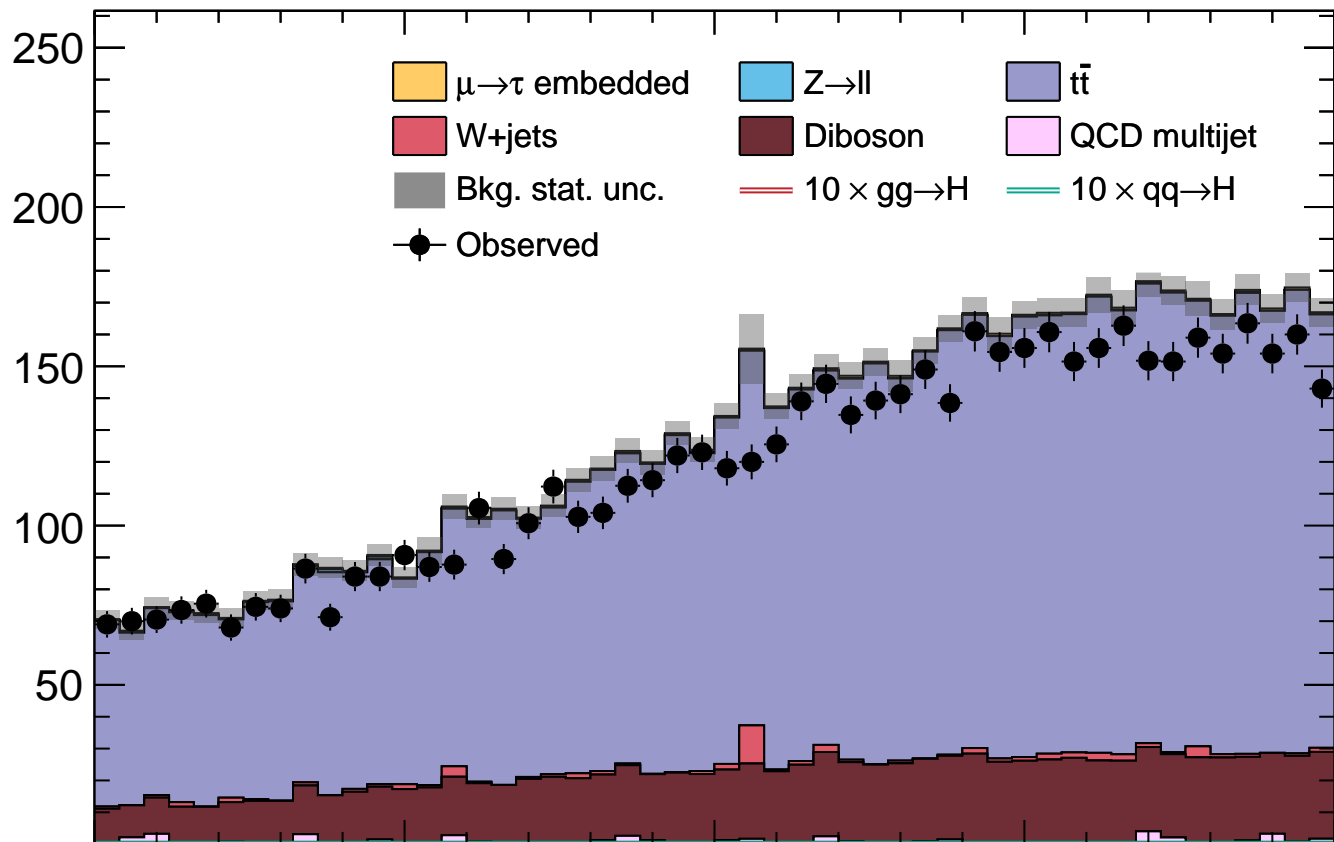 250
μ→τ embedded Z→ll tt̄
W+jets Diboson QCD multijet
200
Bkg. stat. unc. 10 × gg→H 10 × qq→H
Observed
150
100
50